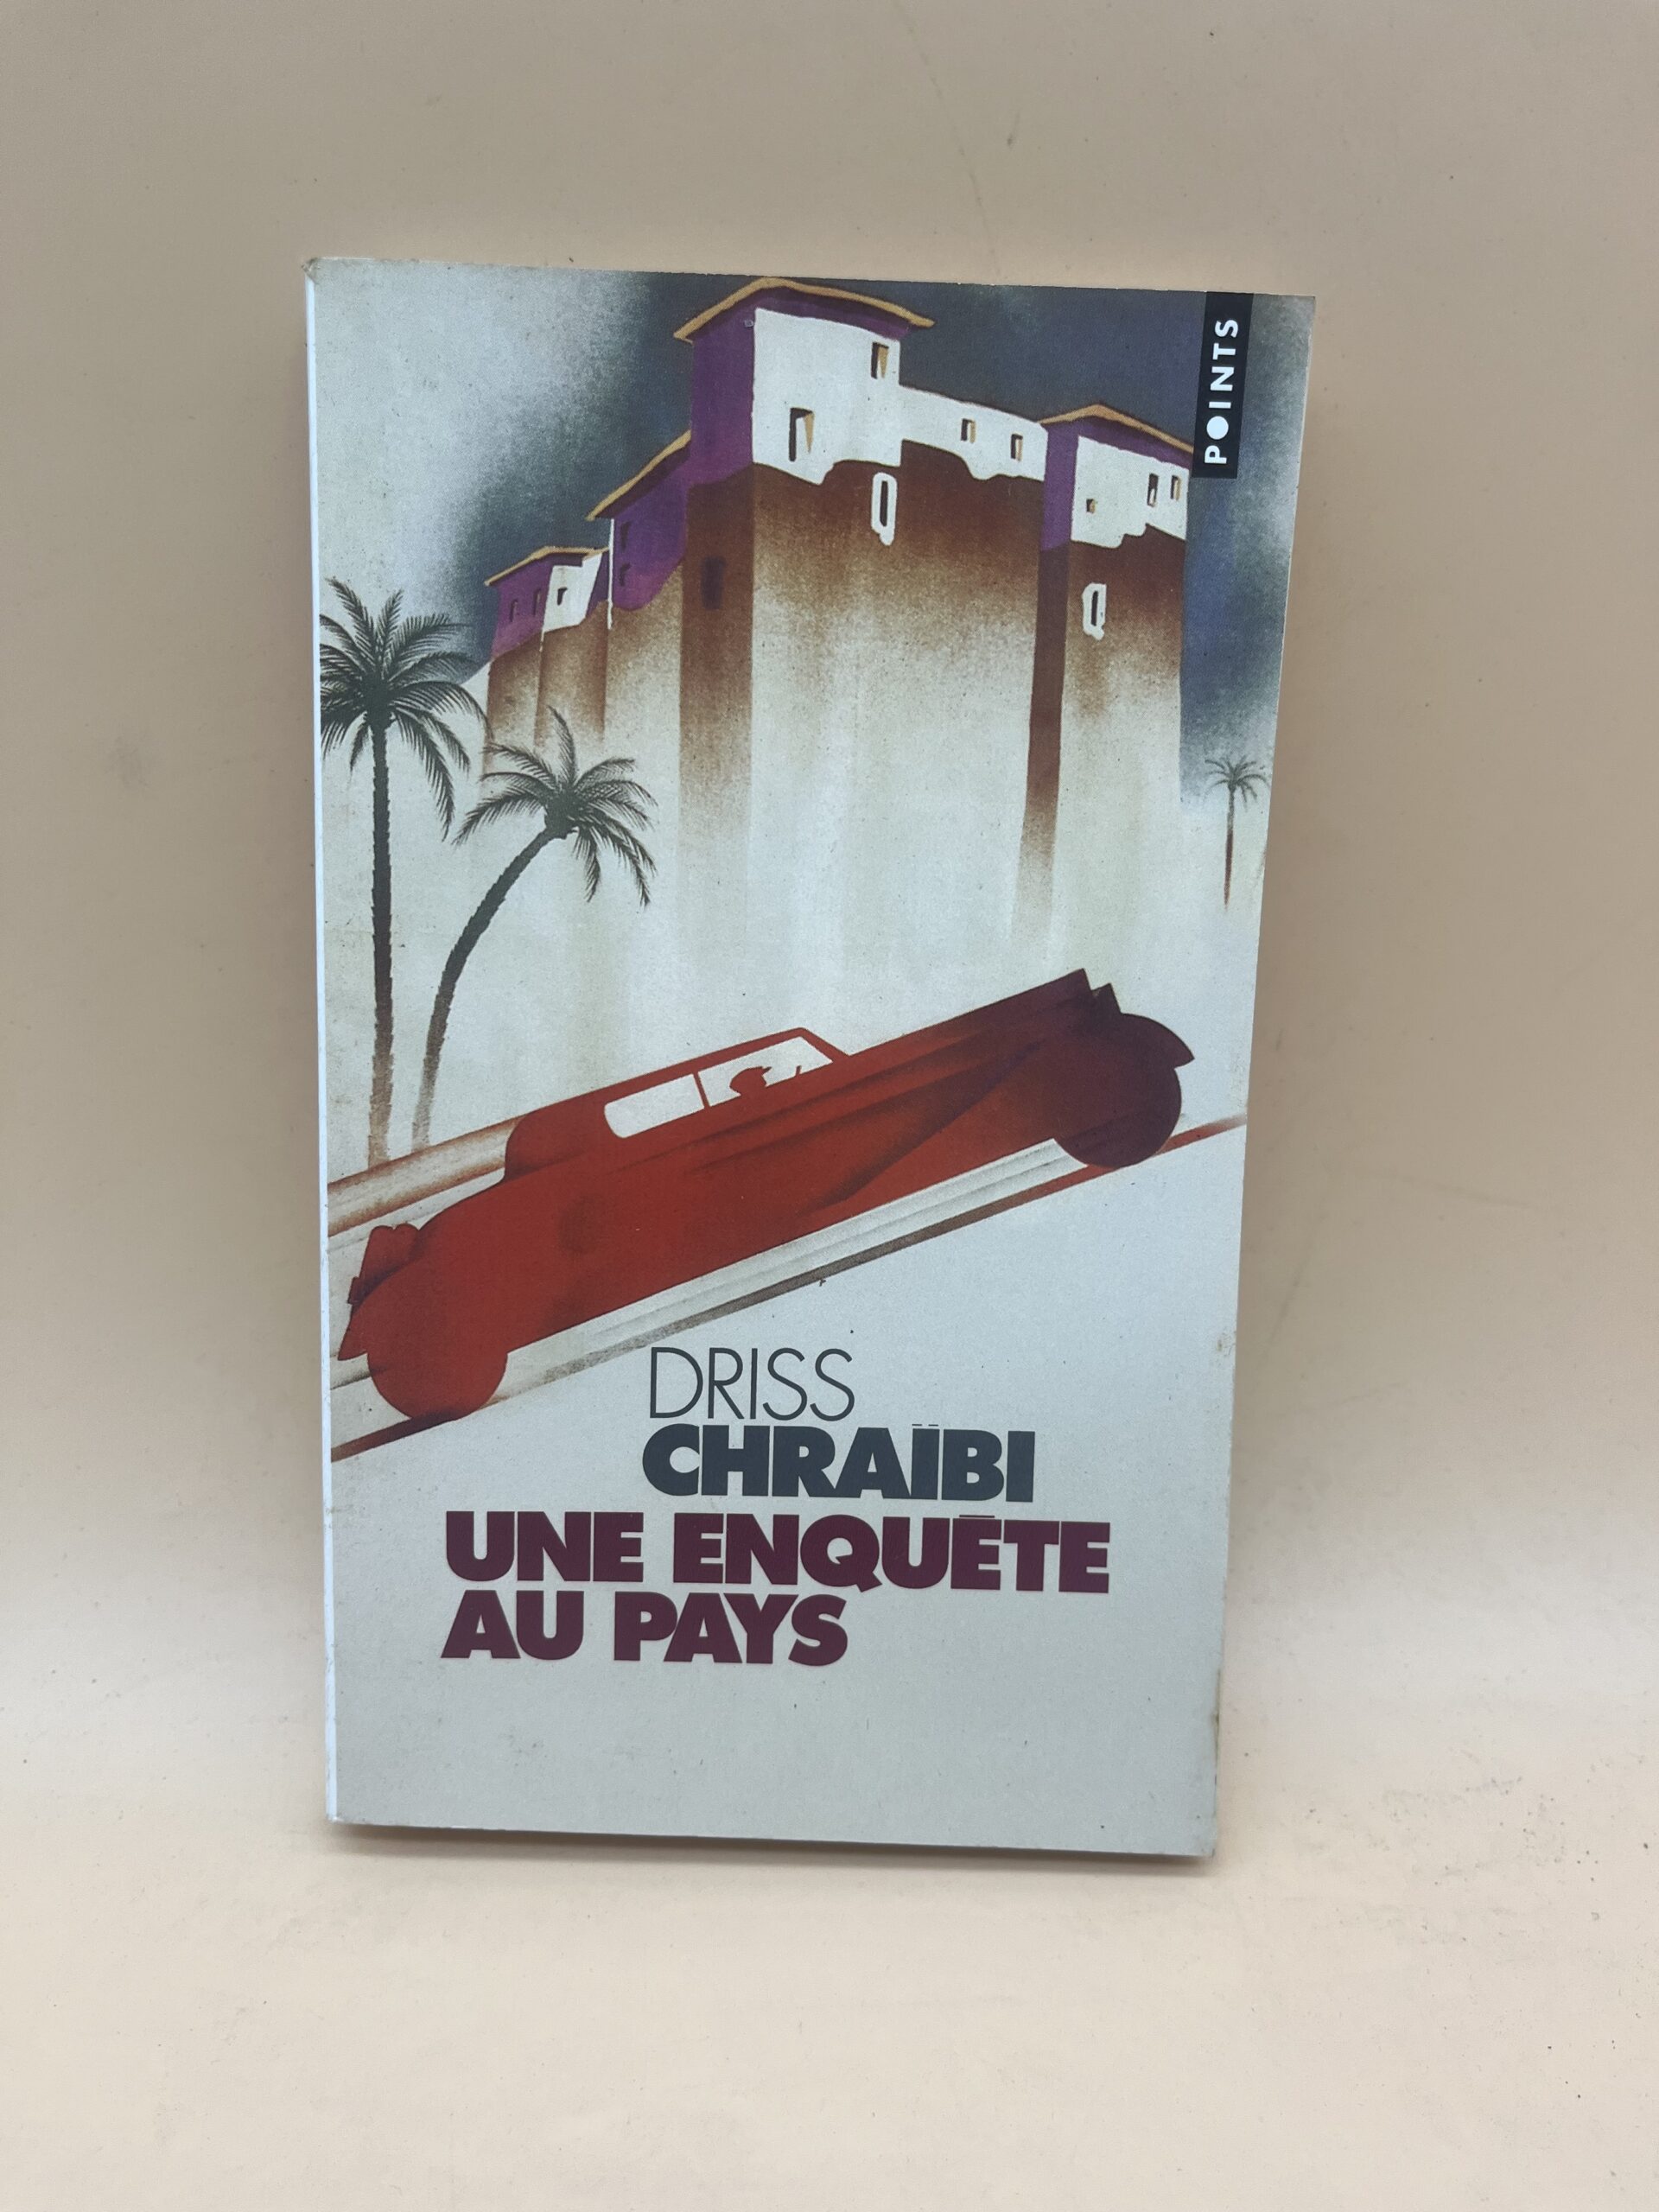 POINTS
DRISS
CHRAÏBI
UNE ENQUÊTE
AU PAYS